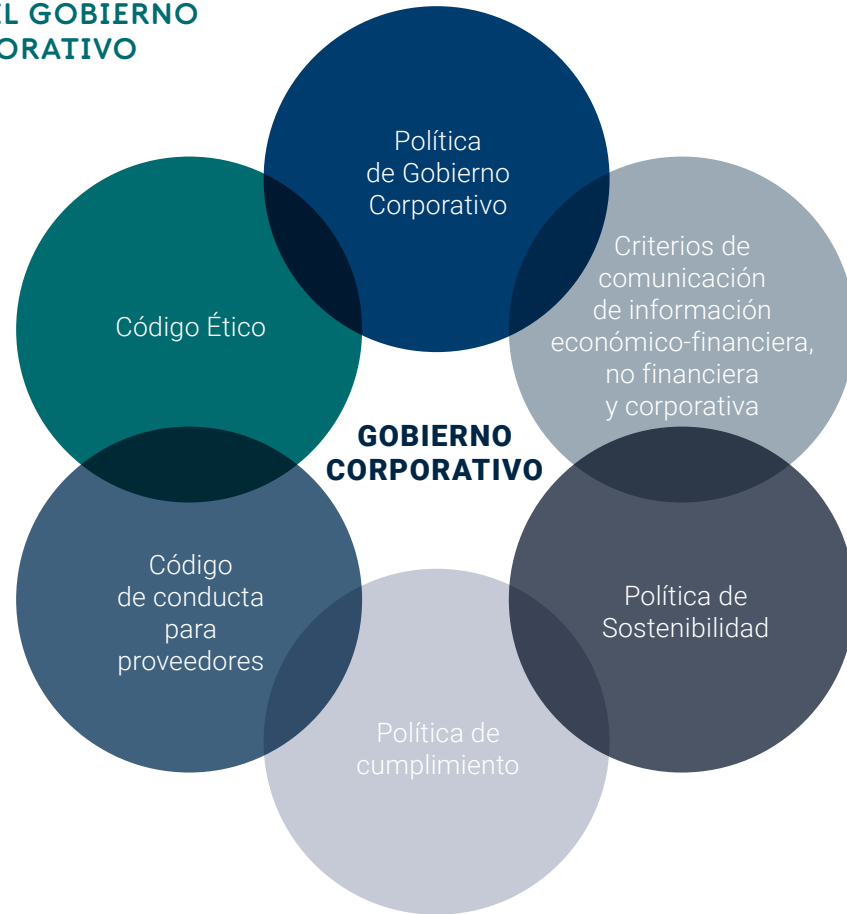 EL GOBIERNO
ORATIVO
Política
de Gobierno
Corporativo
Criterios de
comunicación
de información
económico-financiera,
no financiera
y corporativa
Código Ético
GOBIERNO
CORPORATIVO
Código
de conducta
para
proveedores
Política de
Sostenibilidad
Política de
cumplimiento